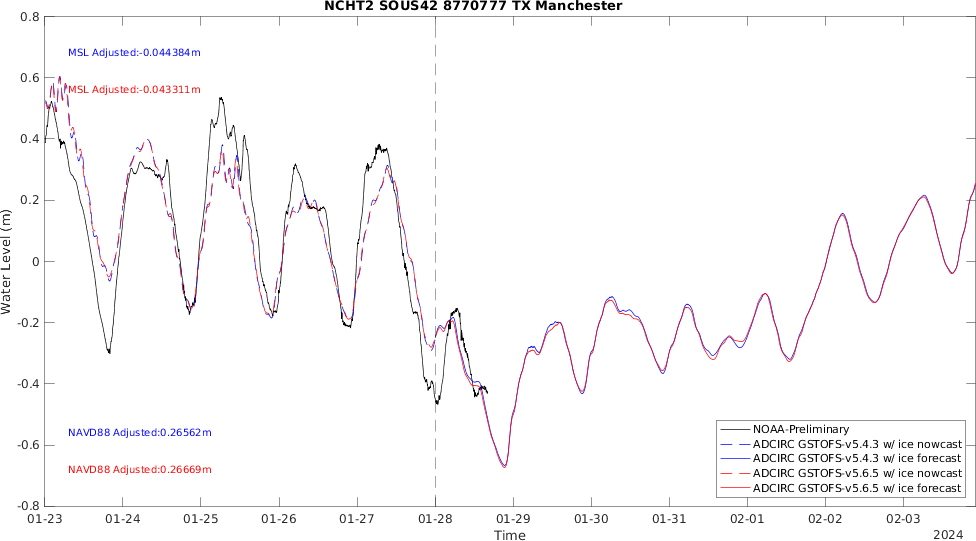 NCHT2 SOUS42 8770777 TX Manchester
0.8
0.6
0.4
0.2
0
-0.2
-0.4
-0.6
-0.8
Water Level (m)
MSL Adjusted:-0.044384m
MSL Adjusted:-0.043311m
NAVD88 Adjusted:0.26562m
NAVD88 Adjusted:0.26669m
NOAA-Preliminary
ADCIRC GSTOFS-v5.4.3 w/ ice nowcast
ADCIRC GSTOFS-v5.4.3 w/ ice forecast
ADCIRC GSTOFS-v5.6.5 w/ ice nowcast
ADCIRC GSTOFS-v5.6.5 w/ ice forecast
01-23 01-24 01-25 01-26 01-27 01-28 01-29 01-30 01-31 02-01 02-02 02-03
Time
2024